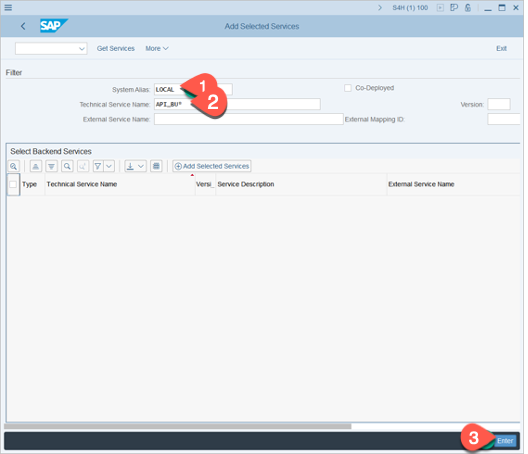 S4H (1) 100
SAP Add Selected Services
Get Services More Exit
Filter
System Alias: LOCAL 1 Co-Deployed
Technical Service Name: API_BU* 2 Version:
External Service Name: External Mapping ID:
Select Backend Services
Add Selected Services
Type Technical Service Name Versi_ Service Description External Service Name
3 Enter